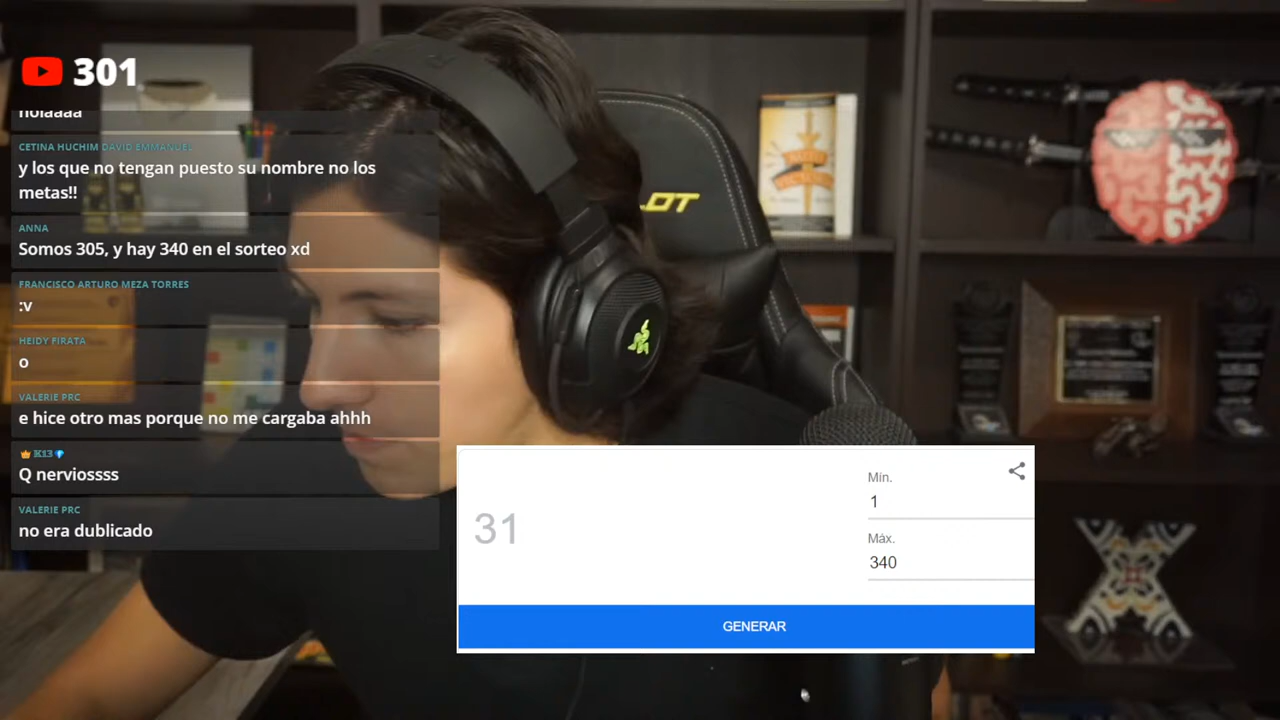 301
holaaaa
CETINA HUCHIM DAVID EMMANUEL
y los que no tengan puesto su nombre no los
metas!!
ANNA
Somos 305, y hay 340 en el sorteo xd
FRANCISCO ARTURO MEZA TORRES
:v
HEIDY FIRATA
o
VALERIE PRC
e hice otro mas porque no me cargaba ahhh
K13
Q nerviossss
VALERIE PRC
no era dublicado
Mín.
1
31
Máx.
340
GENERAR